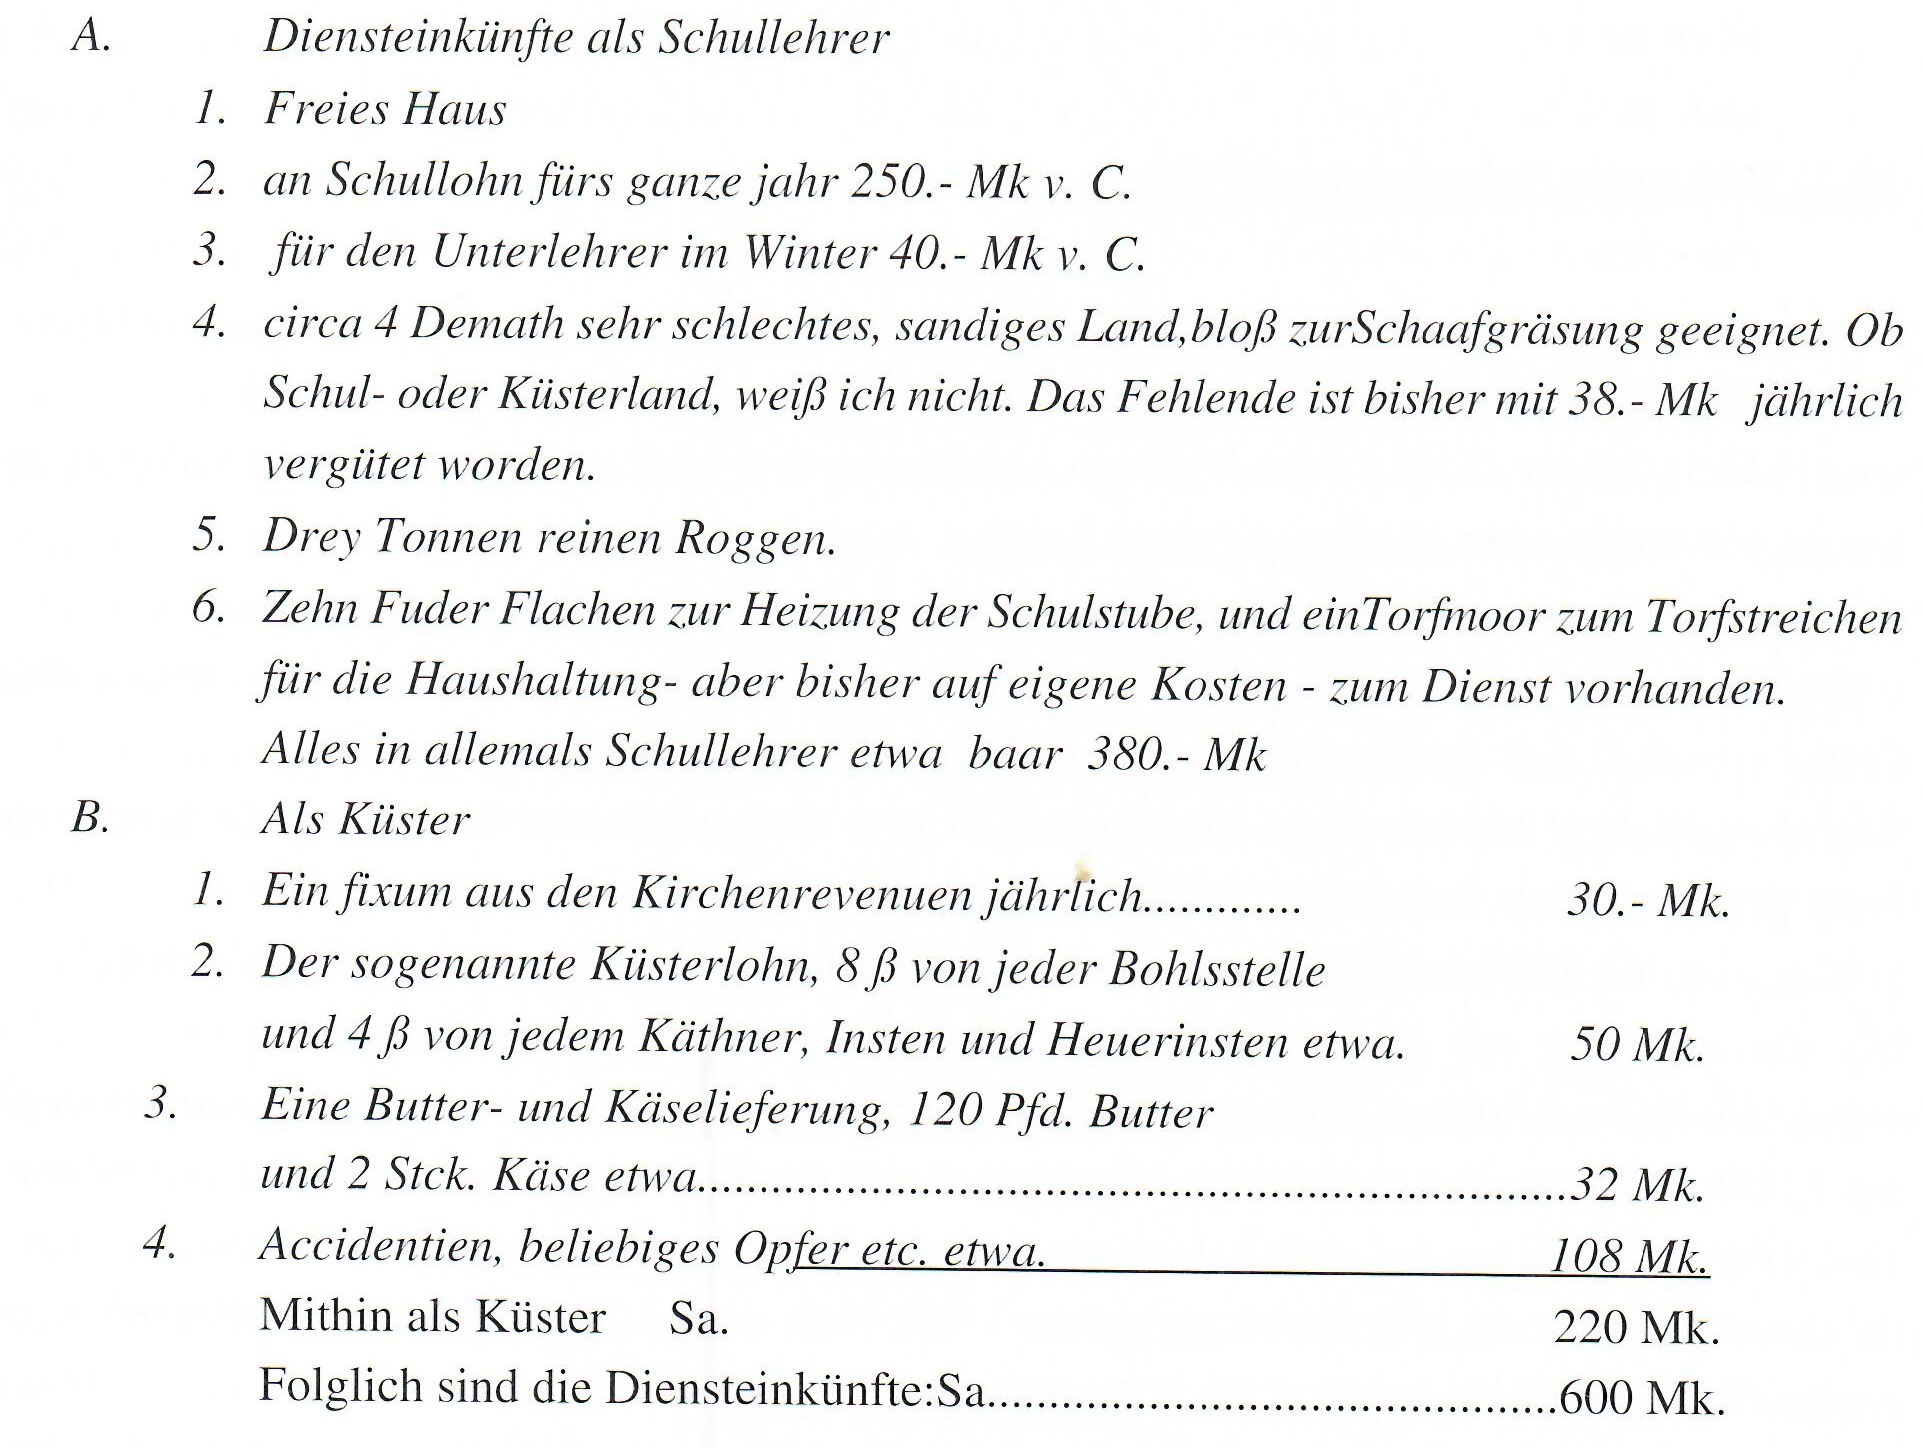 A. Diensteinkünfte als Schullehrer
1. Freies Haus
2. an Schullohn fürs ganze jahr 250.- Mk v. C.
3. für den Unterlehrer im Winter 40.- Mk v. C.
4. circa 4 Demath sehr schlechtes, sandiges Land,bloß zurSchaafgräsung geeignet. Ob
Schul- oder Küsterland, weiß ich nicht. Das Fehlende ist bisher mit 38.- Mk jährlich
vergütet worden.
5. Drey Tonnen reinen Roggen.
6. Zehn Fuder Flachen zur Heizung der Schulstube, und einTorfmoor zum Torfstreichen
für die Haushaltung- aber bisher auf eigene Kosten - zum Dienst vorhanden.
Alles in allemals Schullehrer etwa baar 380.- Mk
B. Als Küster
1. Ein fixum aus den Kirchenrevenuen jährlich............. 30.- Mk.
2. Der sogenannte Küsterlohn, 8 ß von jeder Bohlsstelle
und 4 ß von jedem Käthner, Insten und Heuerinsten etwa. 50 Mk.
3. Eine Butter- und Käselieferung, 120 Pfd. Butter
und 2 Stck. Käse etwa......................................................................32 Mk.
4. Accidentien, beliebiges Opfer etc. etwa. 108 Mk.
Mithin als Küster Sa. 220 Mk.
Folglich sind die Diensteinkünfte:Sa..............................................600 Mk.